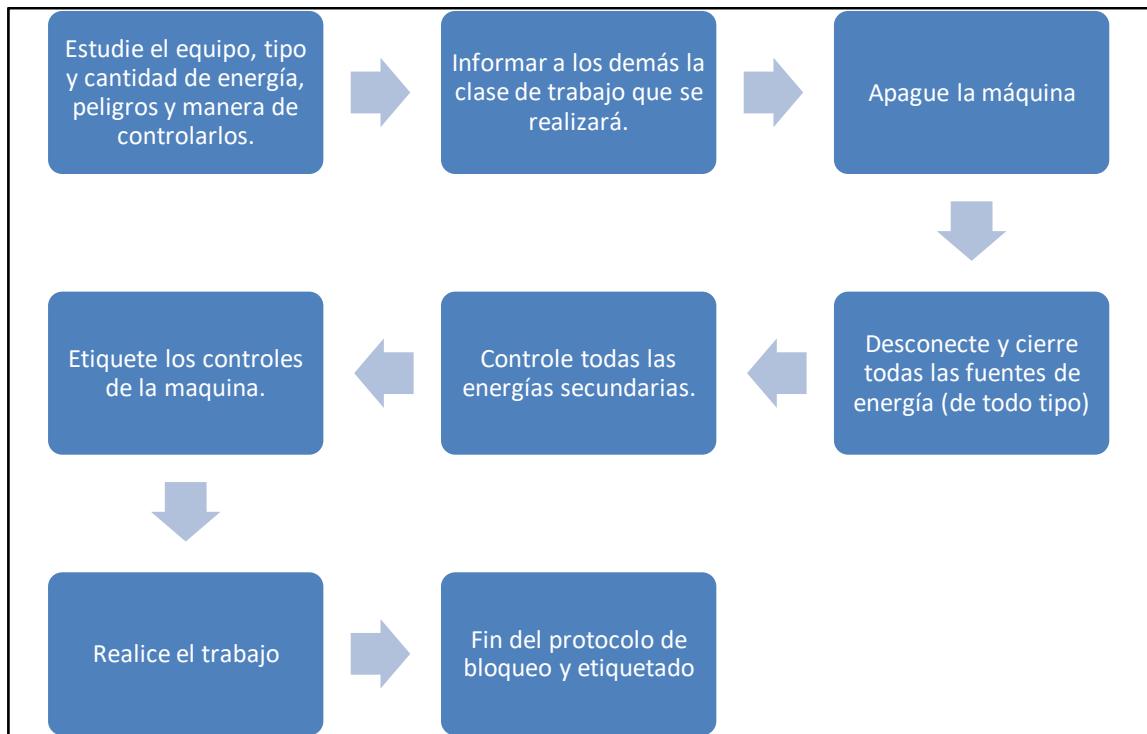 Estudie el equipo, tipo
y cantidad de energía,
peligros y manera de
controlarlos.
Informar a los demás la
clase de trabajo que se
realizará.
Apague la máquina
Desconecte y cierre
todas las fuentes de
energía (de todo tipo)
Controle todas las
energías secundarias.
Etiquete los controles
de la maquina.
Realice el trabajo
Fin del protocolo de
bloqueo y etiquetado